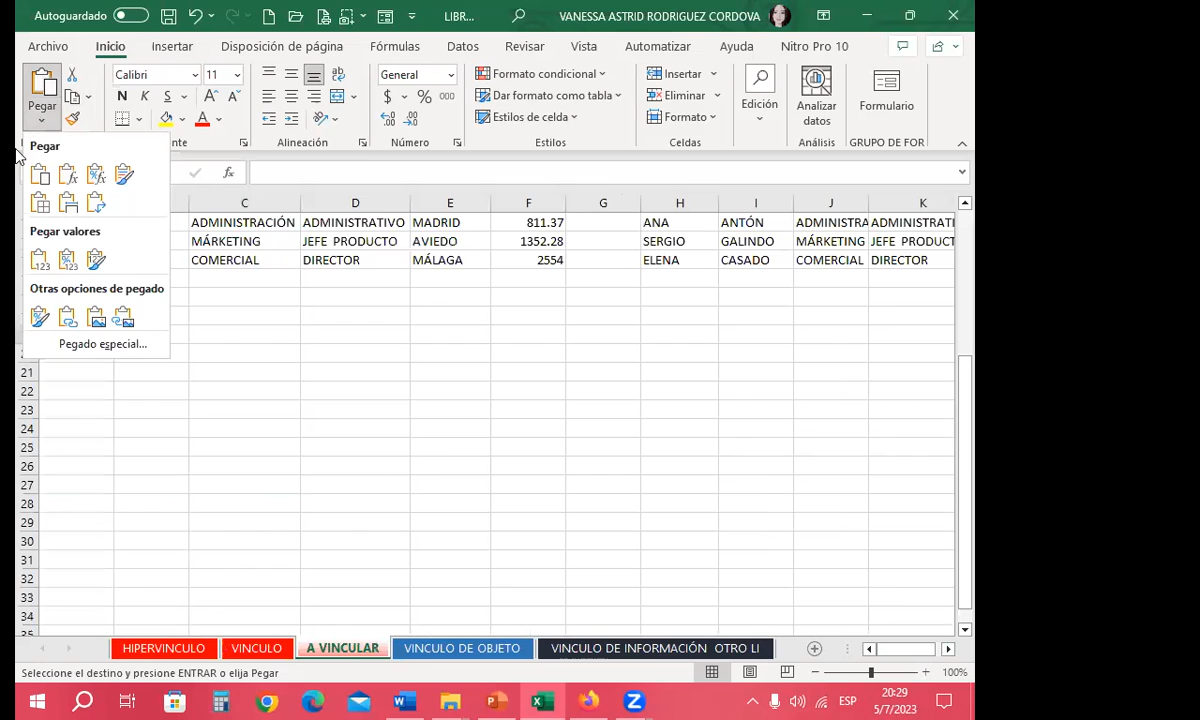 Autoguardado
LIBR...
VANESSA ASTRID RODRIGUEZ CORDOVA
Archivo Inicio Insertar Disposición de página Fórmulas Datos Revisar Vista Automatizar Ayuda Nitro Pro 10
Pegar
Calibri 11
N K S
General
$ % 000
Formato condicional
Dar formato como tabla
Estilos de celda
Insertar
Eliminar
Formato
Edición
Analizar
datos
Formulario
nte Alineación Número Estilos Celdas Análisis GRUPO DE FOR
Pegar
Pegar valores
Otras opciones de pegado
Pegado especial...
fx
C D E F G H I J K
ADMINISTRACIÓN ADMINISTRATIVO MADRID 811.37 ANA ANTÓN ADMINISTRA ADMINISTRATI
MÁRKETING JEFE PRODUCTO AVIEDO 1352.28 SERGIO GALINDO MÁRKETING JEFE PRODUCT
COMERCIAL DIRECTOR MÁLAGA 2554 ELENA CASADO COMERCIAL DIRECTOR
21
22
23
24
25
26
27
28
29
30
31
32
33
34
35
HIPERVINCULO VINCULO A VINCULAR VINCULO DE OBJETO VINCULO DE INFORMACIÓN OTRO LI
Seleccione el destino y presione ENTRAR o elija Pegar
100%
ESP
20:29
5/7/2023